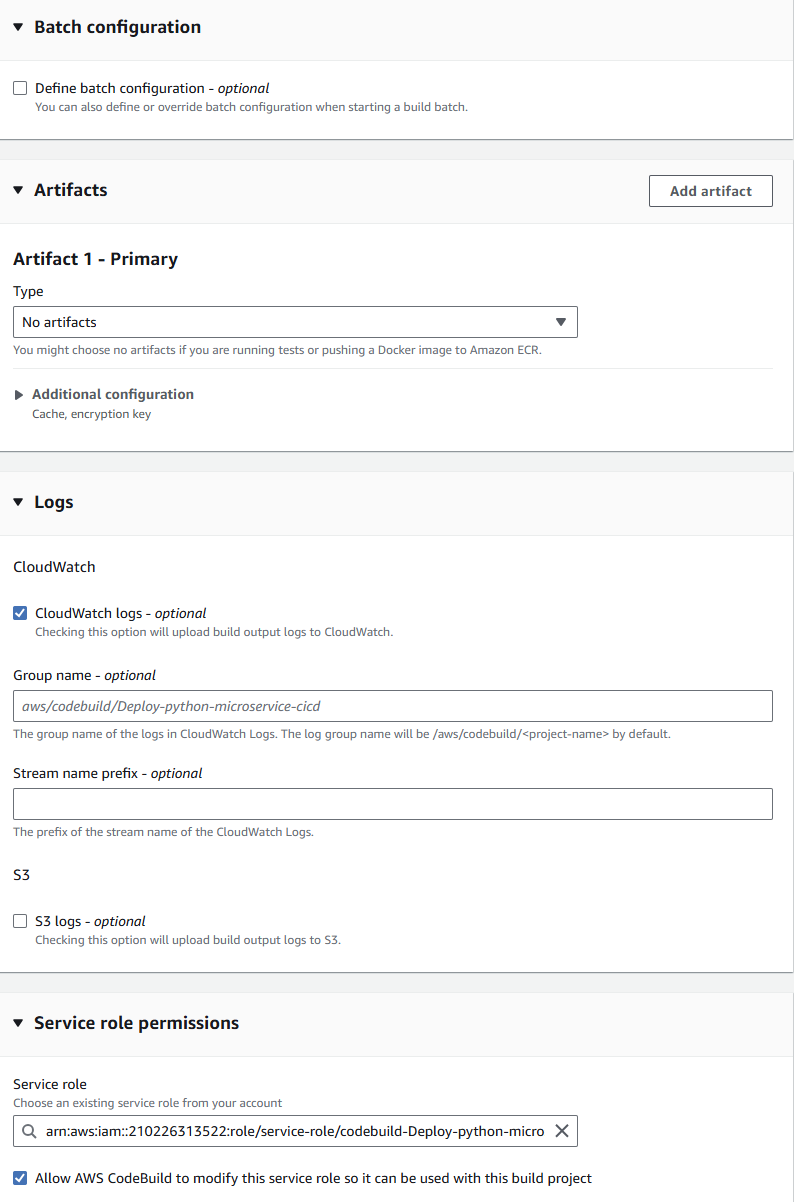 Batch configuration
Define batch configuration - optional
You can also define or override batch configuration when starting a build batch.
Artifacts
Add artifact
Artifact 1 - Primary
Type
No artifacts
You might choose no artifacts if you are running tests or pushing a Docker image to Amazon ECR.
Additional configuration
Cache, encryption key
Logs
CloudWatch
CloudWatch logs - optional
Checking this option will upload build output logs to CloudWatch.
Group name - optional
aws/codebuild/Deploy-python-microservice-cicd
The group name of the logs in CloudWatch Logs. The log group name will be /aws/codebuild/<project-name> by default.
Stream name prefix - optional
The prefix of the stream name of the CloudWatch Logs.
S3
S3 logs - optional
Checking this option will upload build output logs to S3.
Service role permissions
Service role
Choose an existing service role from your account
arn:aws:iam::210226313522:role/service-role/codebuild-Deploy-python-micro
Allow AWS CodeBuild to modify this service role so it can be used with this build project